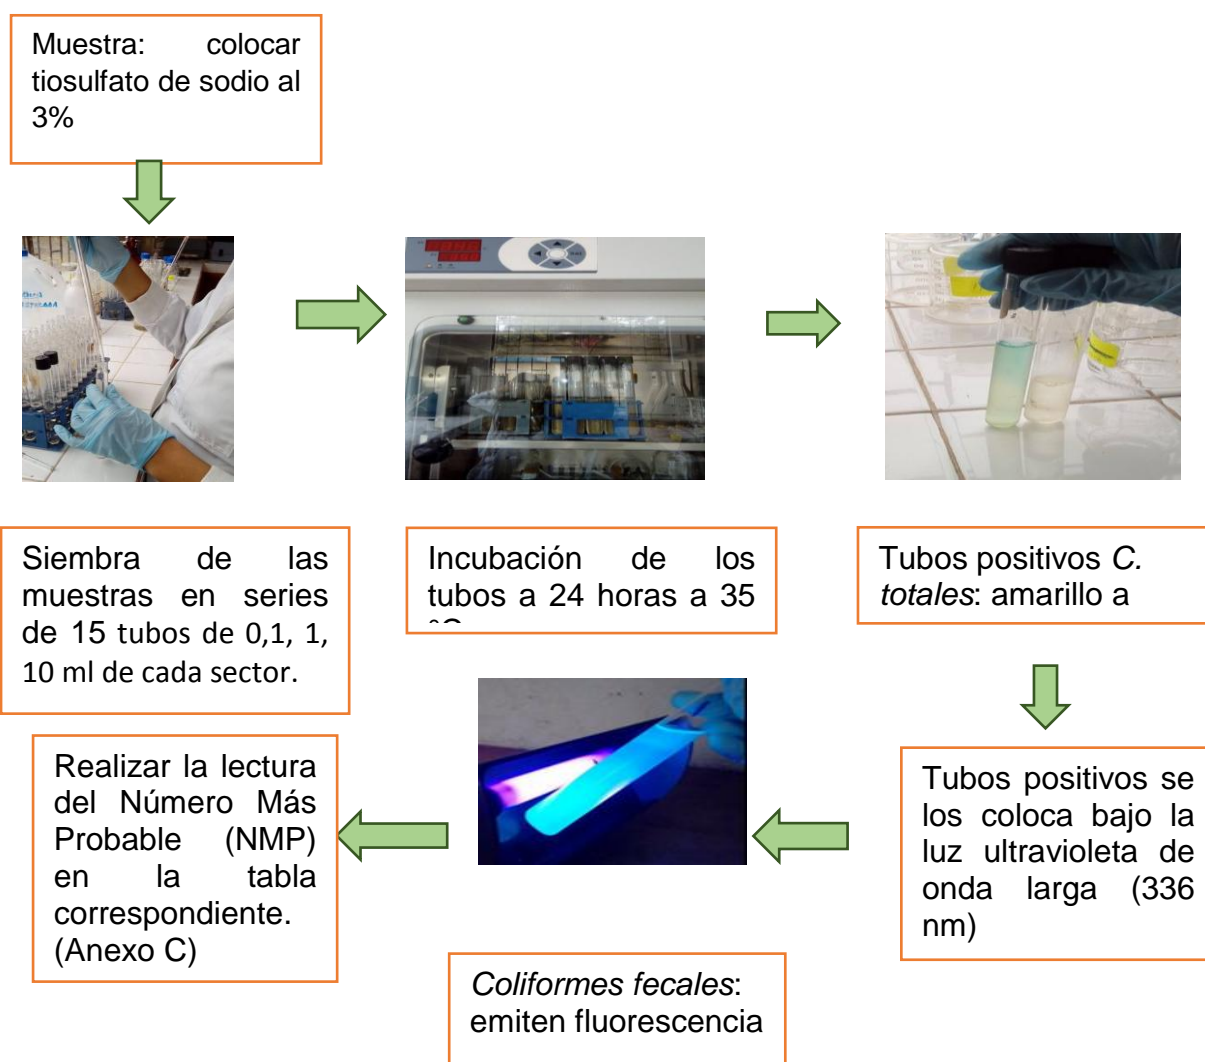 Muestra: colocar
tiosulfato de sodio al
3%
Siembra de las
muestras en series
de 15 tubos de 0,1, 1,
10 ml de cada sector.
Incubación de los
tubos a 24 horas a 35
Tubos positivos C.
totales: amarillo a
Tubos positivos se
los coloca bajo la
luz ultravioleta de
onda larga (336
nm)
Coliformes fecales:
emiten fluorescencia
Realizar la lectura
del Número Más
Probable (NMP)
en la tabla
correspondiente.
(Anexo C)